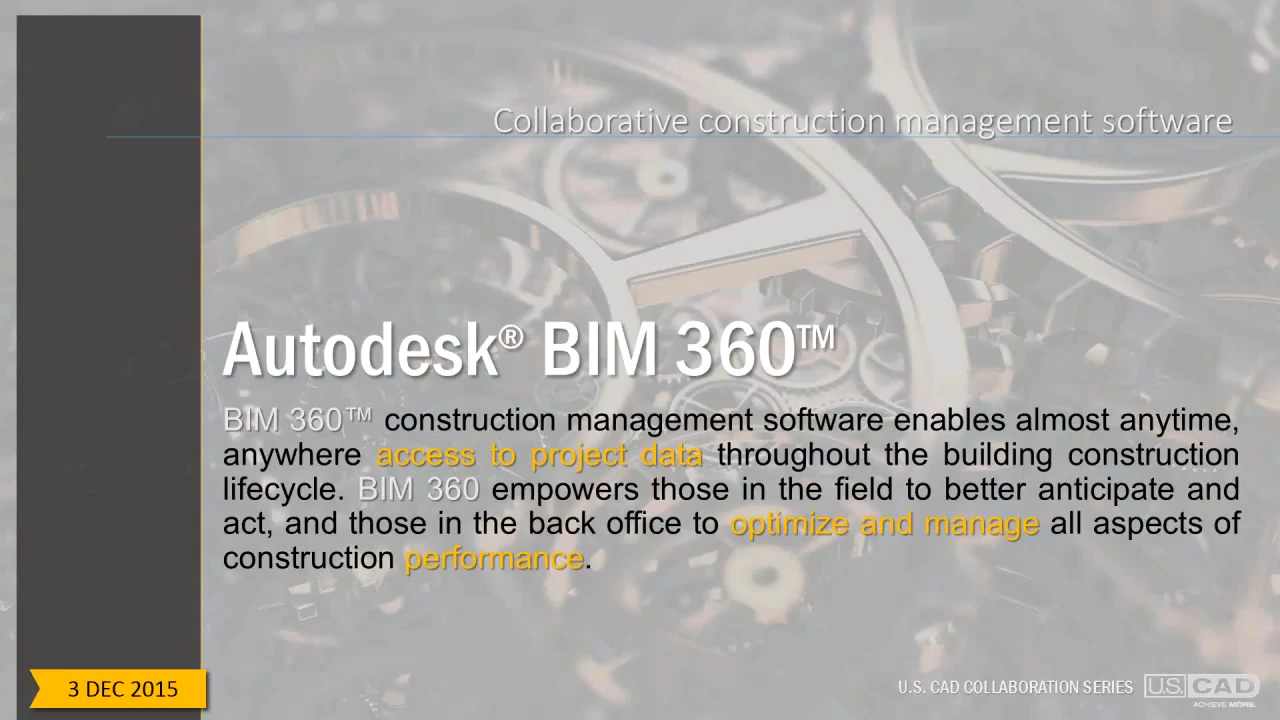 Collaborative construction management software
Autodesk® BIM 360™
BIM 360™ construction management software enables almost anytime,
anywhere access to project data throughout the building construction
lifecycle. BIM 360 empowers those in the field to better anticipate and
act, and those in the back office to optimize and manage all aspects of
construction performance.
3 DEC 2015
U.S. CAD COLLABORATION SERIES
U.S. CAD
ACHIEVE MORE.